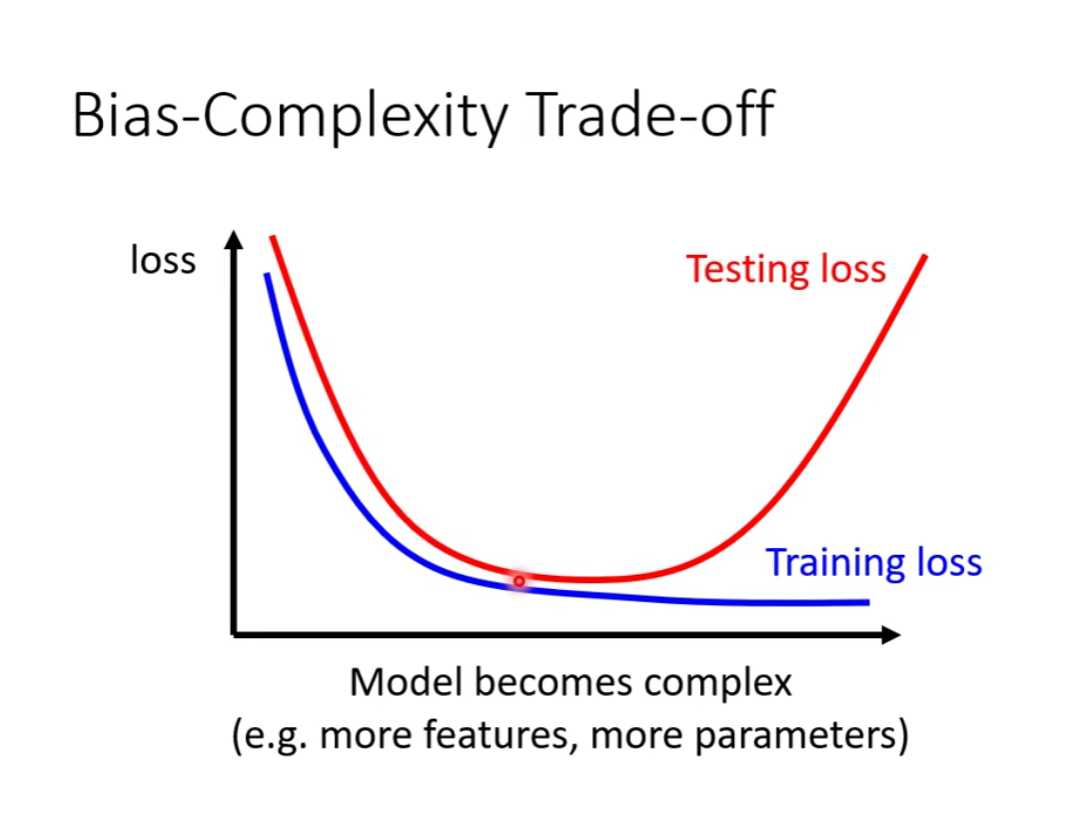 Bias-Complexity Trade-off
loss
Testing loss
Training loss
Model becomes complex
(e.g. more features, more parameters)